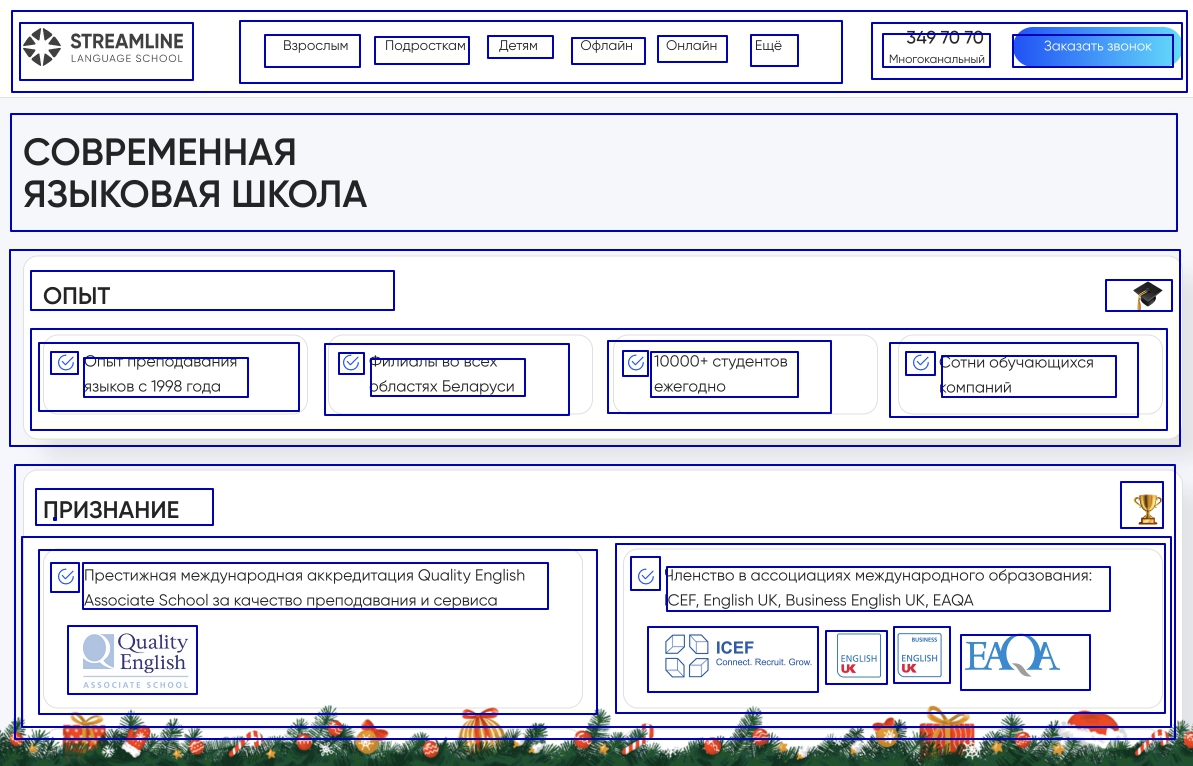 STREAMLINE
LANGUAGE SCHOOL
Взрослым
Подросткам
Детям
Офлайн
Онлайн
Ещё
349 70 70
Многоканальный
Заказать звонок
СОВРЕМЕННАЯ
ЯЗЫКОВАЯ ШКОЛА
ОПЫТ
Опыт преподавания
языков с 1998 года
Филиалы во всех
областях Беларуси
10000+ студентов
ежегодно
Сотни обучающихся
компаний
ПРИЗНАНИЕ
Престижная международная аккредитация Quality English
Associate School за качество преподавания и сервиса
Quality
English
ASSOCIATE SCHOOL
Членство в ассоциациях международного образования:
ICEF, English UK, Business English UK, EAQA
ICEF
Connect. Recruit. Grow.
ENGLISH
UK
BUSINESS
ENGLISH
UK
EAQA